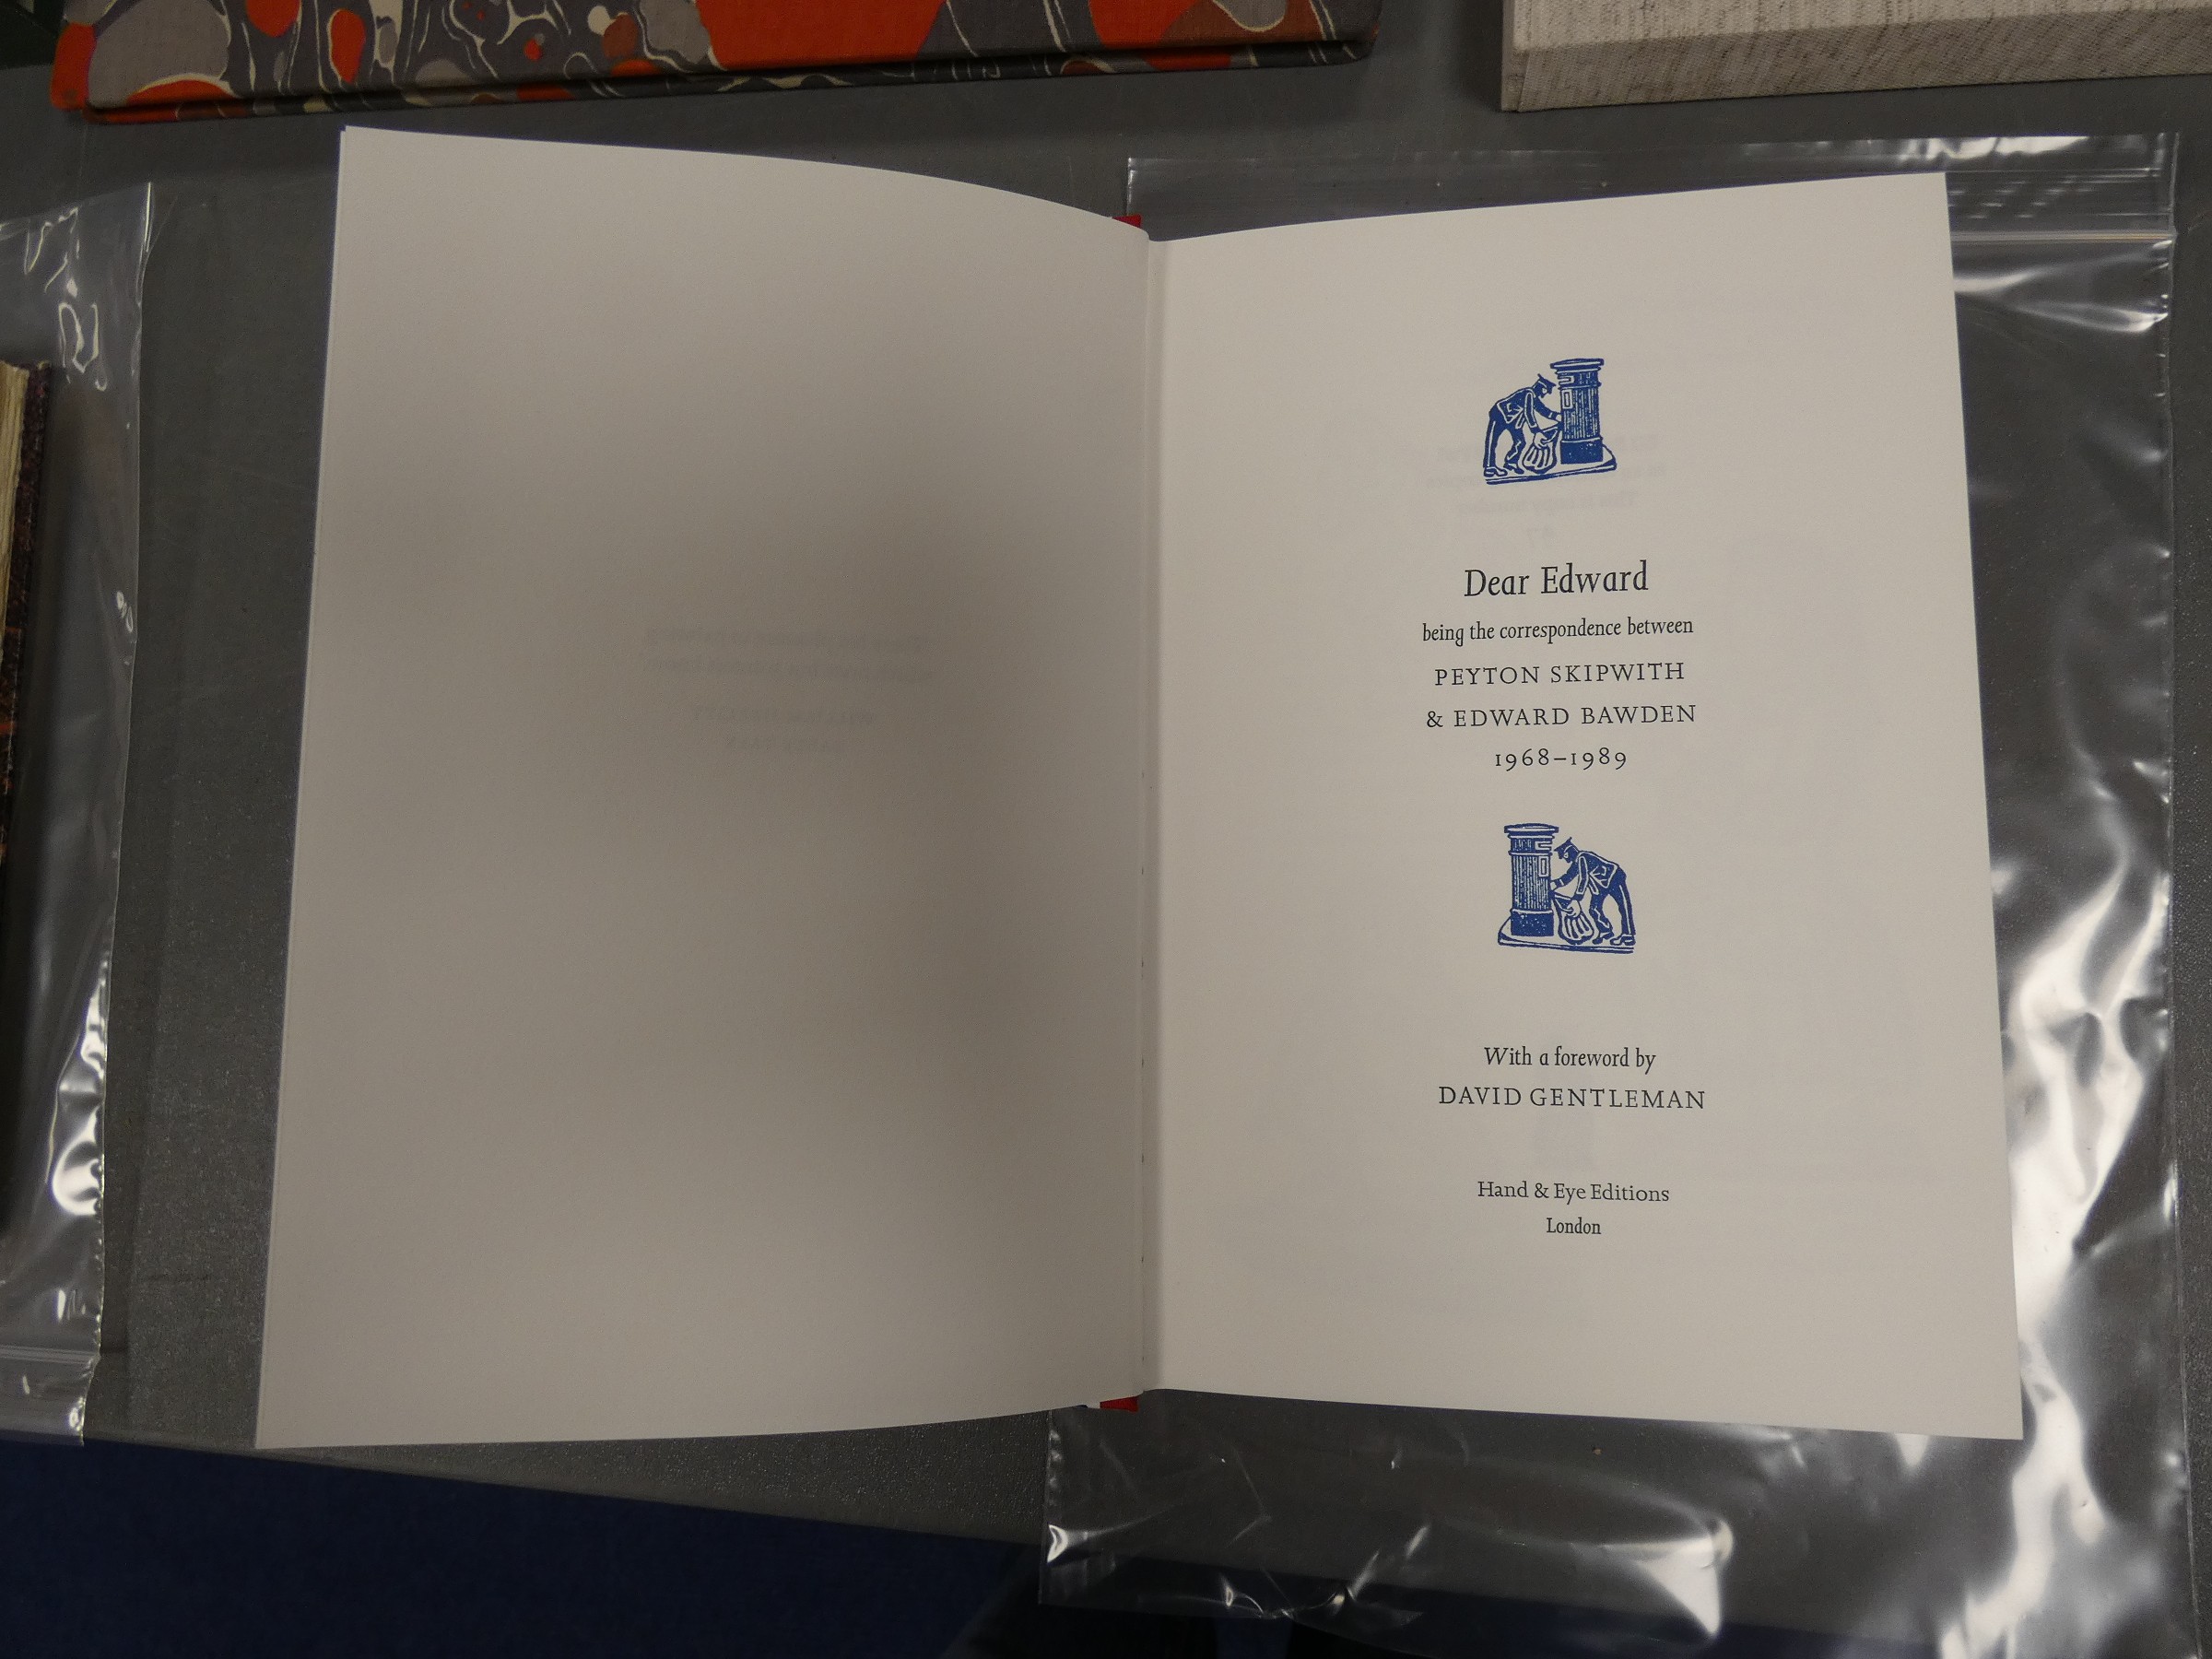 Dear Edward
being the correspondence between
PEYTON SKIPWITH
& EDWARD BAWDEN
1968–1989
With a foreword by
DAVID GENTLEMAN
Hand & Eye Editions
London